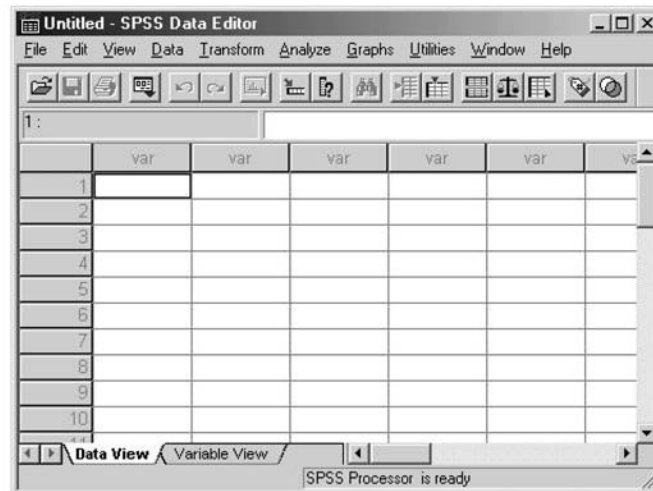 Untitled - SPSS Data Editor
File Edit View Data Transform Analyze Graphs Utilities Window Help
1 :
var var var var var
1
2
3
4
5
6
7
8
9
10
Data View Variable View
SPSS Processor is ready